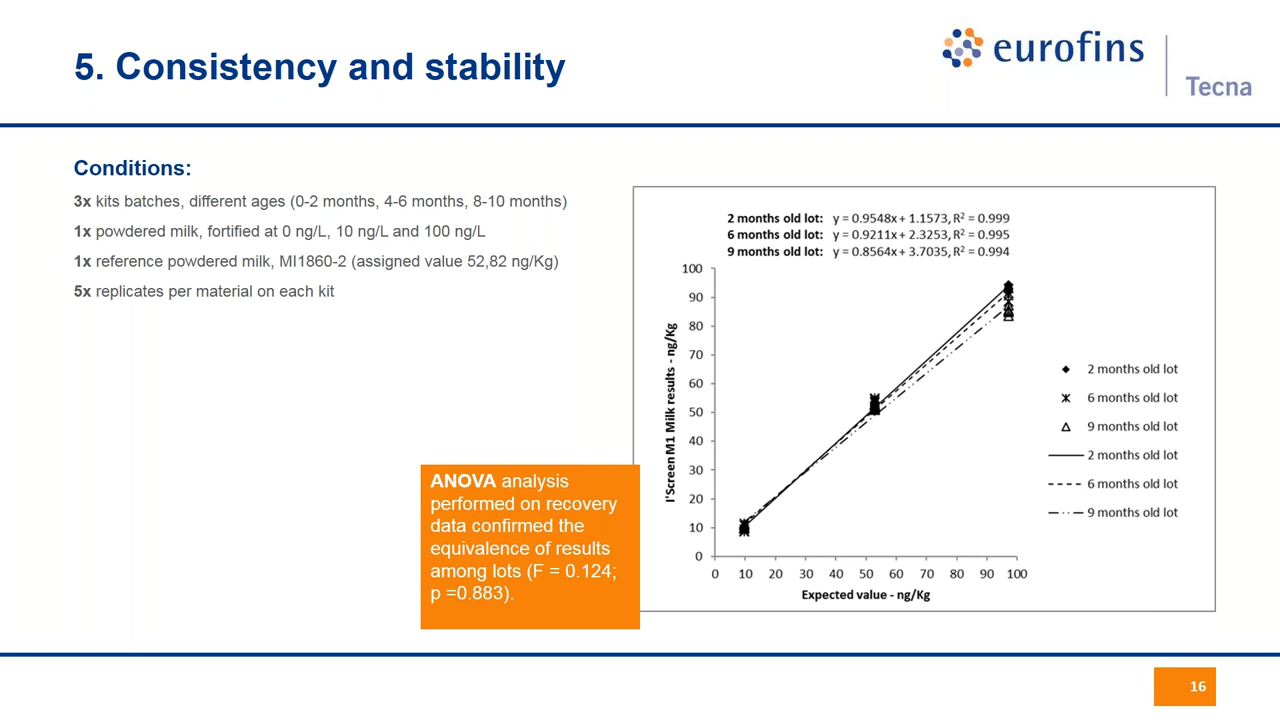 5. Consistency and stability
eurofins
Tecna
Conditions:
3x kits batches, different ages (0-2 months, 4-6 months, 8-10 months)
1x powdered milk, fortified at 0 ng/L, 10 ng/L and 100 ng/L
1x reference powdered milk, MI1860-2 (assigned value 52,82 ng/Kg)
5x replicates per material on each kit
ANOVA analysis
performed on recovery
data confirmed the
equivalence of results
among lots (F = 0.124;
p =0.883).
2 months old lot: y = 0.9548x + 1.1573, R² = 0.999
6 months old lot: y = 0.9211x + 2.3253, R² = 0.995
9 months old lot: y = 0.8564x + 3.7035, R² = 0.994
I'Screen M1 Milk results - ng/Kg
100
90
80
70
60
50
40
30
20
10
0
0 10 20 30 40 50 60 70 80 90 100
Expected value - ng/Kg
2 months old lot
6 months old lot
9 months old lot
2 months old lot
6 months old lot
9 months old lot
16